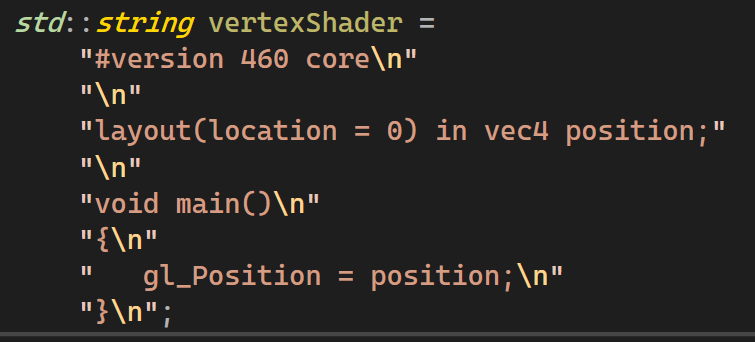 std::string vertexShader =
    "#version 460 core\n"
    "\n"
    "layout(location = 0) in vec4 position;"
    "\n"
    "void main()\n"
    "{\n"
    "   gl_Position = position;\n"
    "}\n";